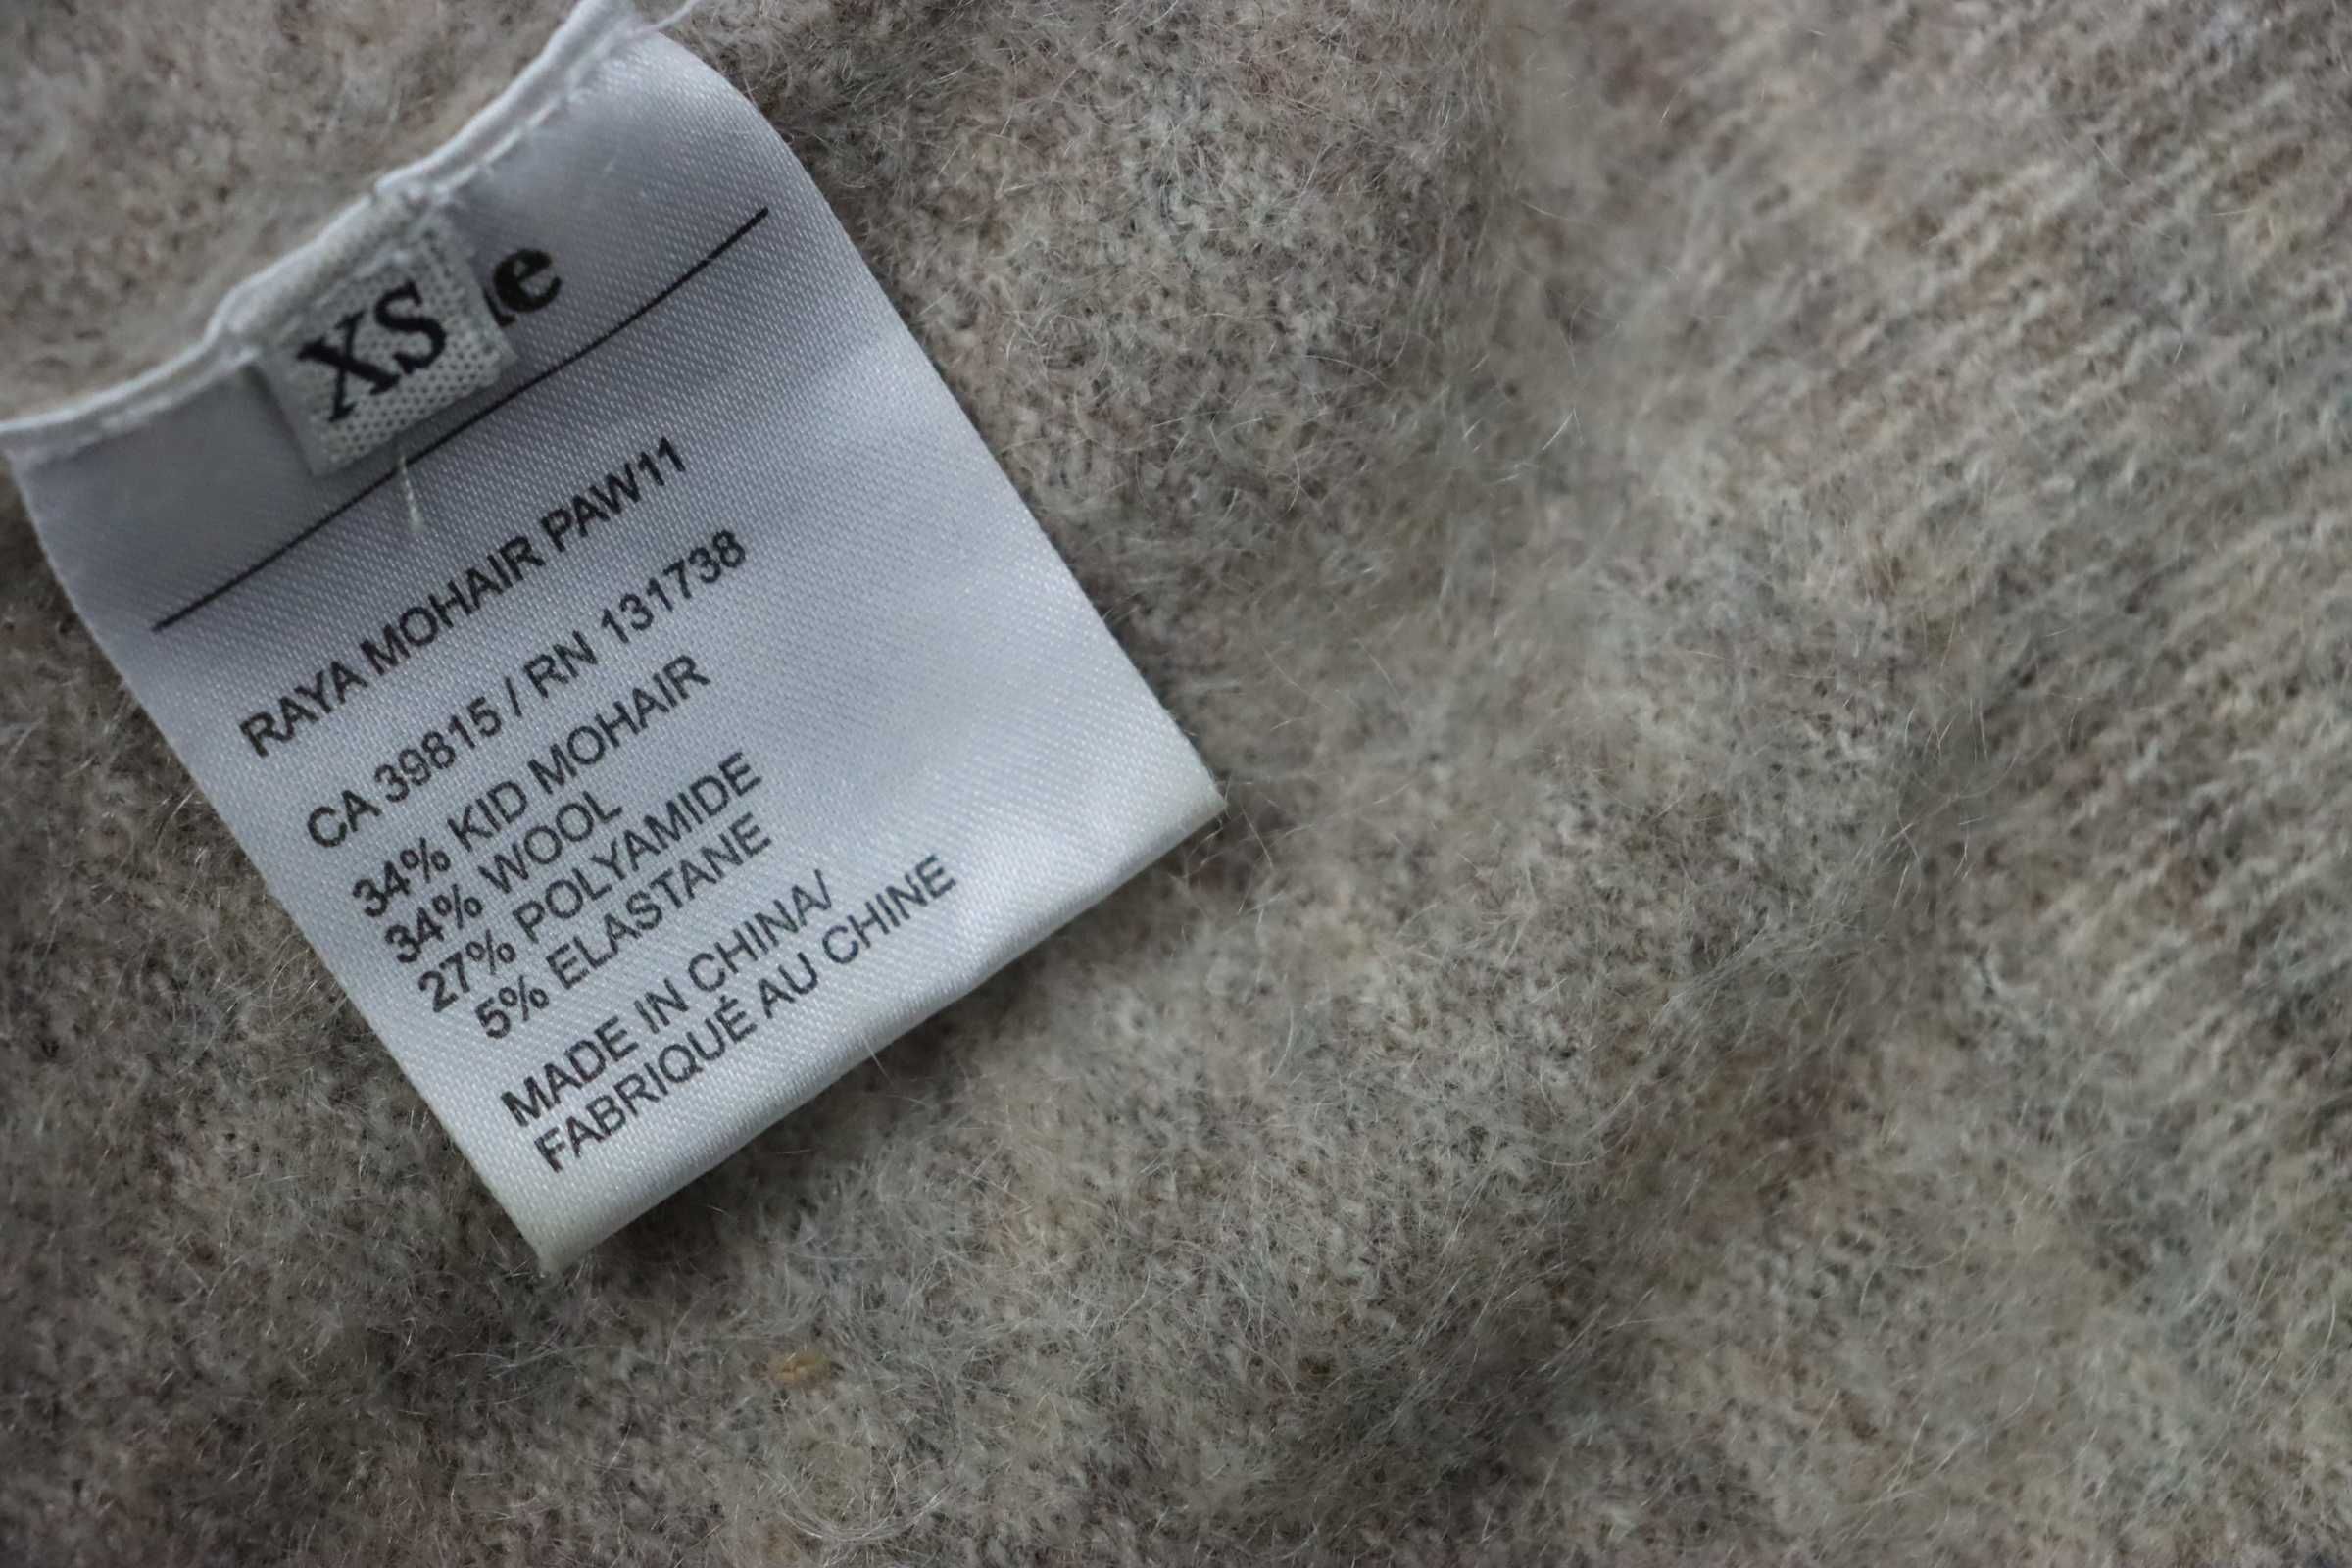 XS
RAYA MOHAIR PAW11
CA 39815 / RN 131738
34% KID MOHAIR
34% WOOL
27% POLYAMIDE
5% ELASTANE
MADE IN CHINA/
FABRIQUÉ AU CHINE